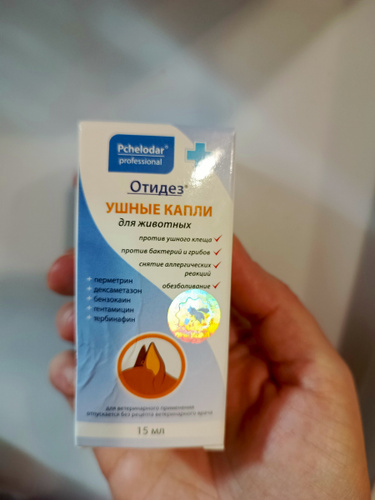 Pchelodar®
professional
Отидез®
УШНЫЕ КАПЛИ
для животных
против ушного клеща
против бактерий и грибов
снятие аллергических
реакций
обезболивание
перметрин
дексаметазон
бензокаин
гентамицин
тербинафин
для ветеринарного применения
отпускается без рецепта ветеринарного врача
15 мл